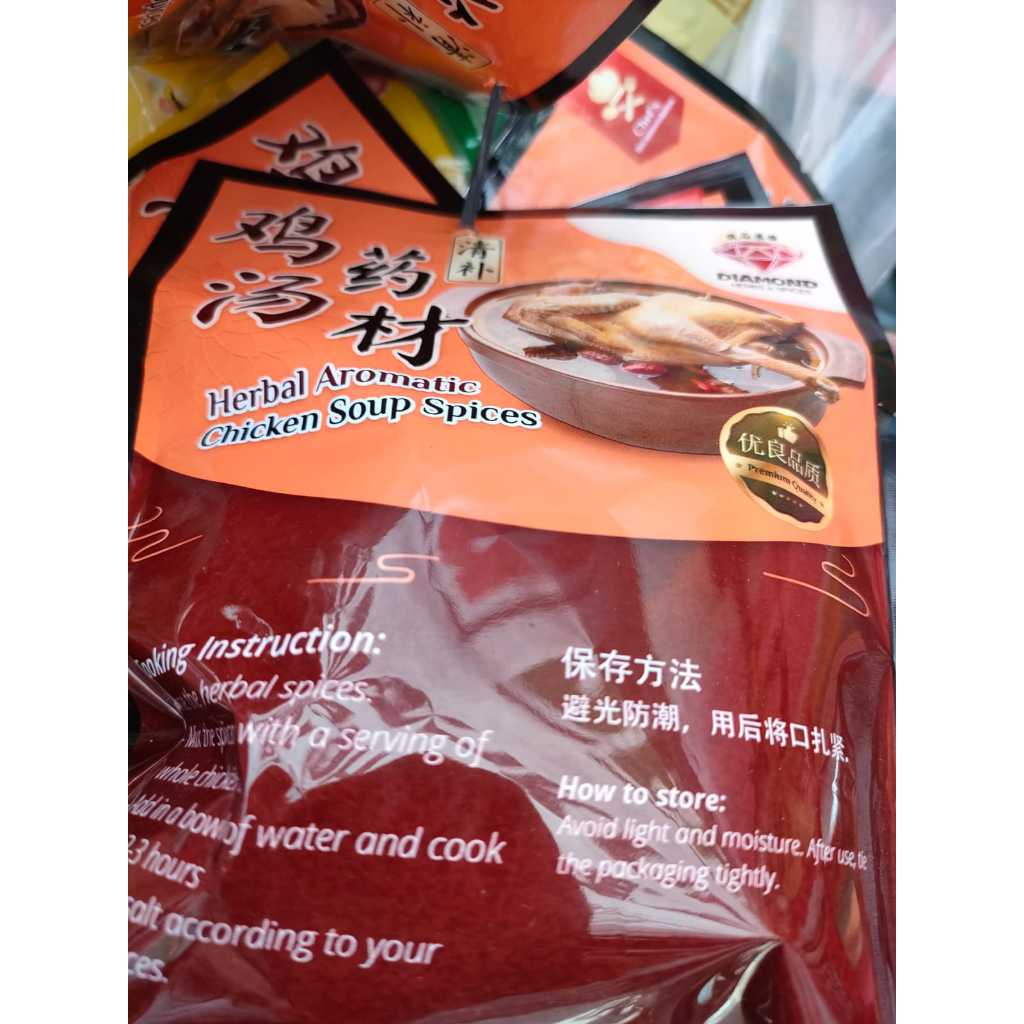 Chef's
鸡汤
药材
清补
DIAMOND
HERBS & SPICES
Herbal Aromatic
Chicken Soup Spices
优良品质
Premium Quality
Instruction:
herbal spices.
with a serving of
whole
Add in a bowl of water and cook
2-3 hours
salt according to your
保存方法
避光防潮，用后将口扎紧.
How to store:
Avoid light and moisture. After use, tie
the packaging tightly.